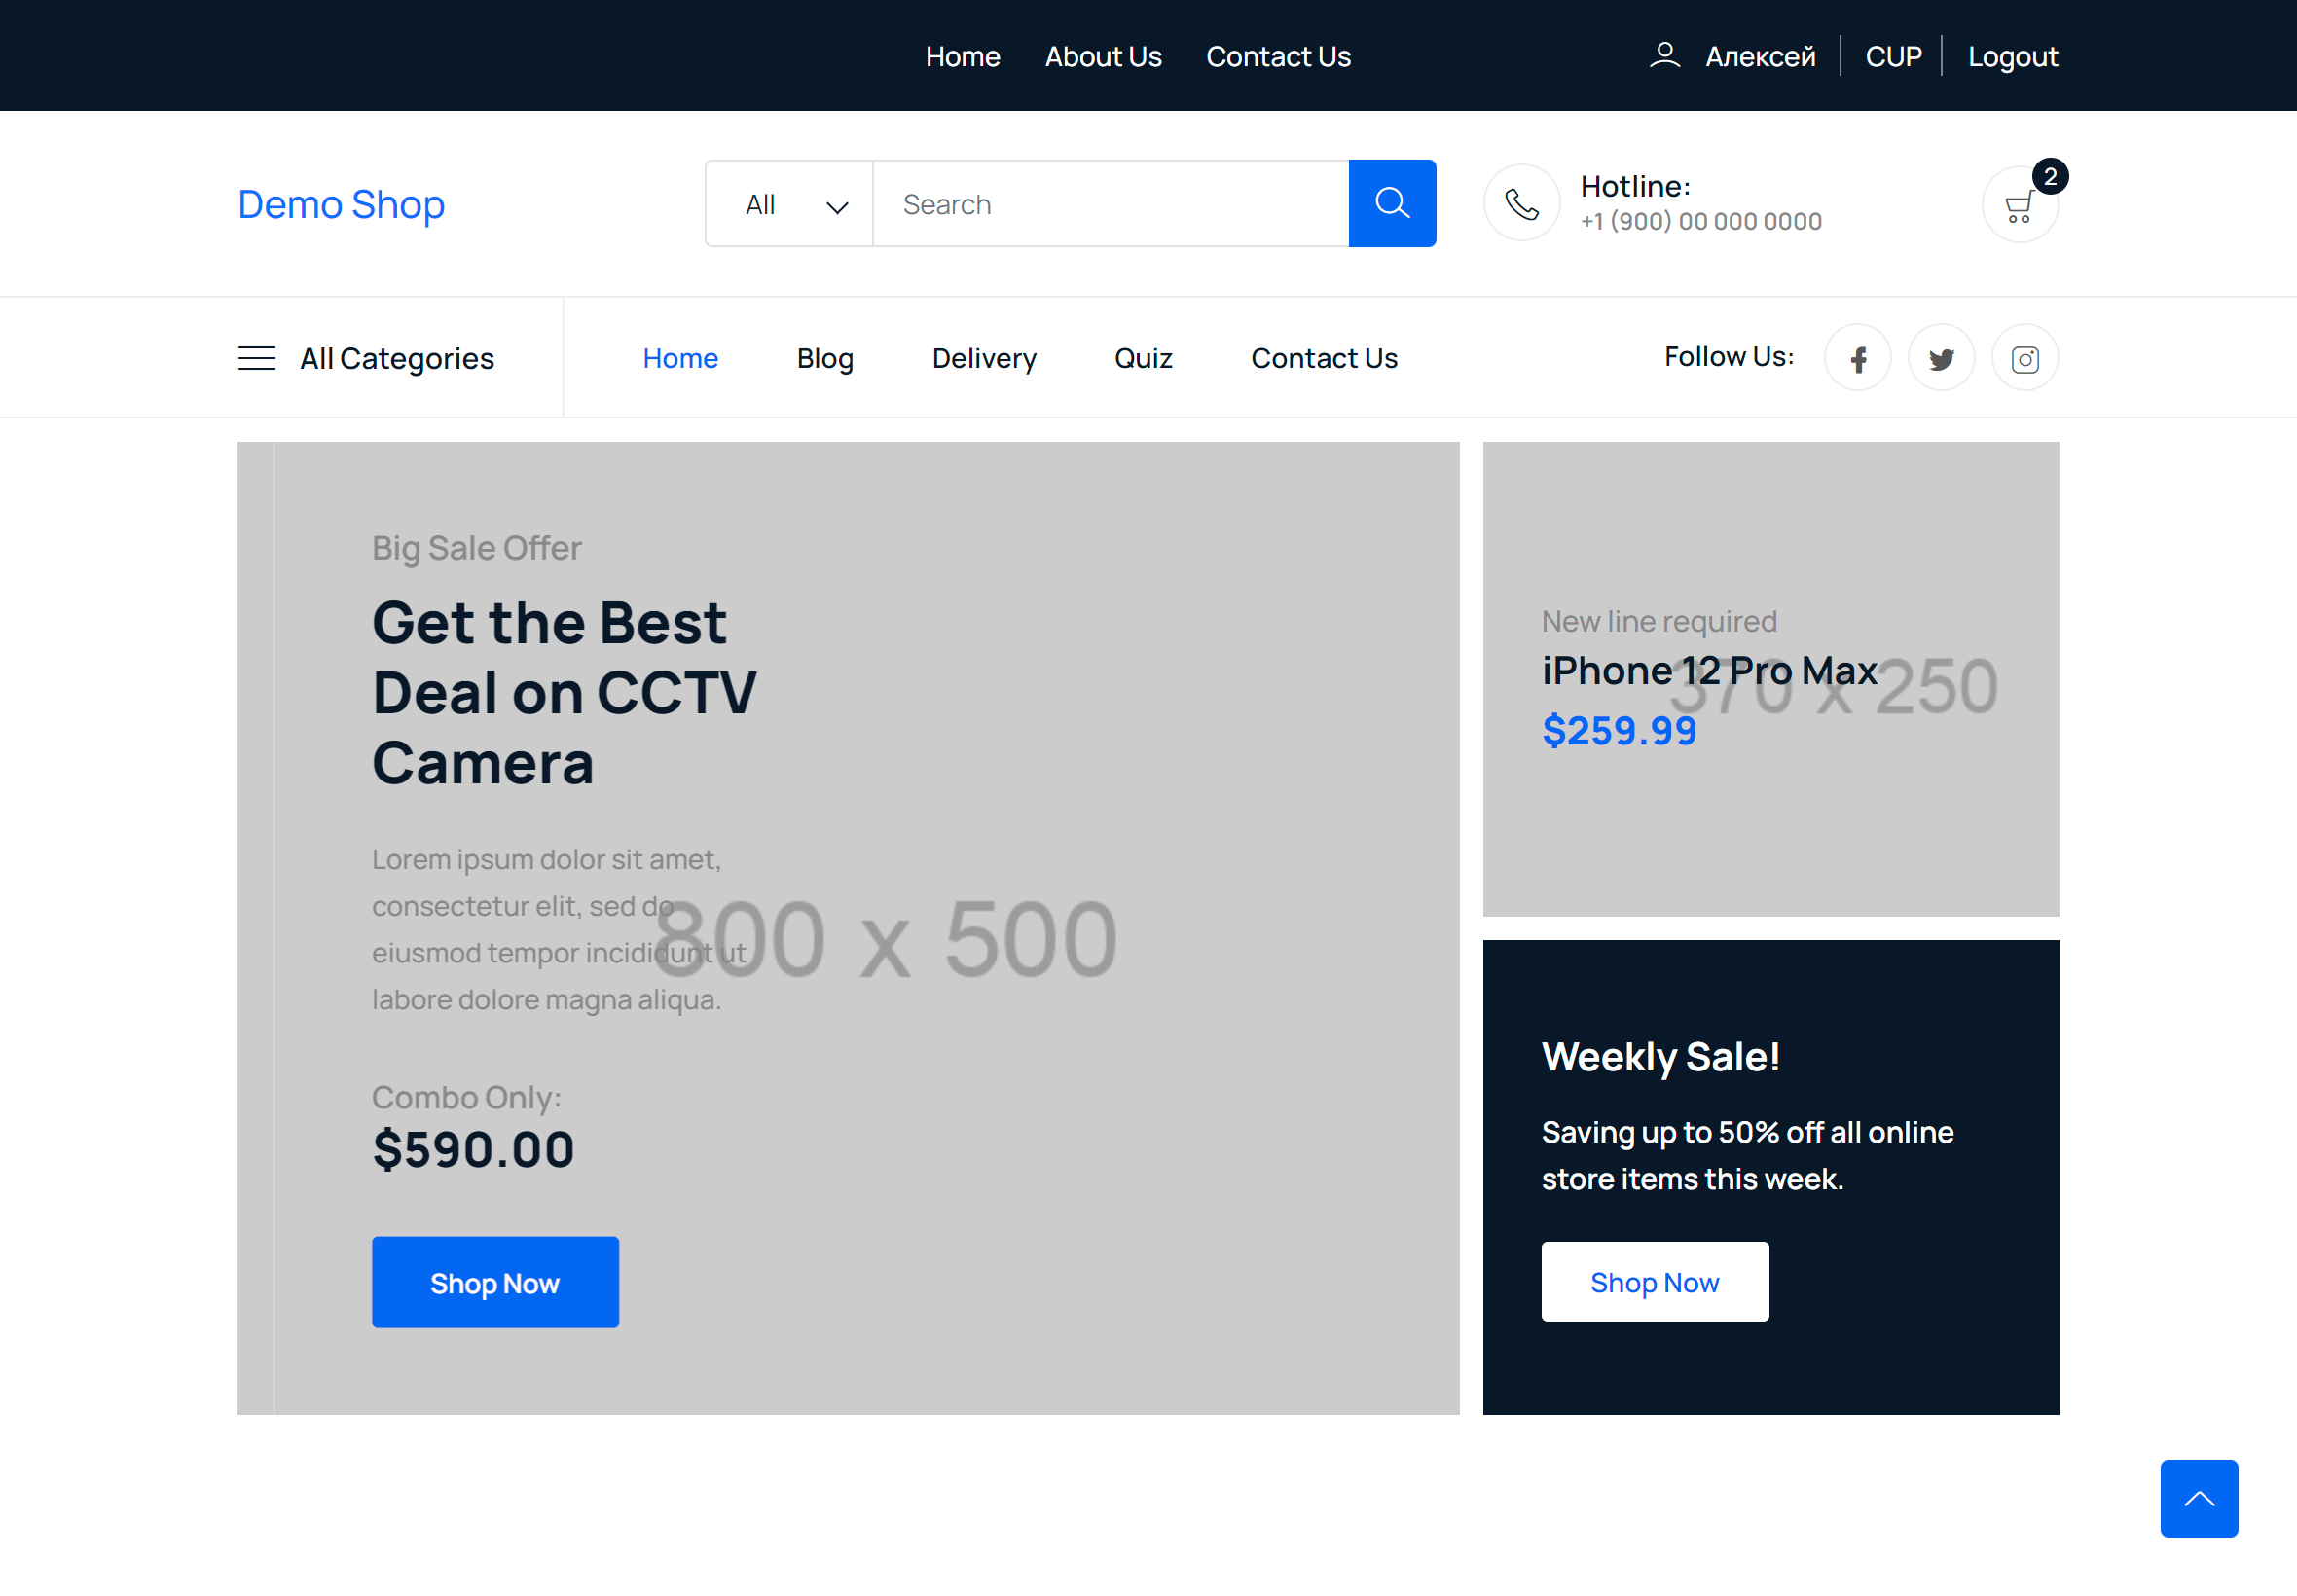 Home About Us Contact Us
Алексей CUP Logout
Demo Shop
All Search
Hotline:
+1 (900) 00 000 0000
2
All Categories
Home Blog Delivery Quiz Contact Us
Follow Us:
Big Sale Offer
Get the Best
Deal on CCTV
Camera
Lorem ipsum dolor sit amet,
consectetur elit, sed do
eiusmod tempor incididunt ut
labore dolore magna aliqua.
800 x 500
Combo Only:
$590.00
Shop Now
New line required
iPhone 12 Pro Max
370 x 250
$259.99
Weekly Sale!
Saving up to 50% off all online
store items this week.
Shop Now